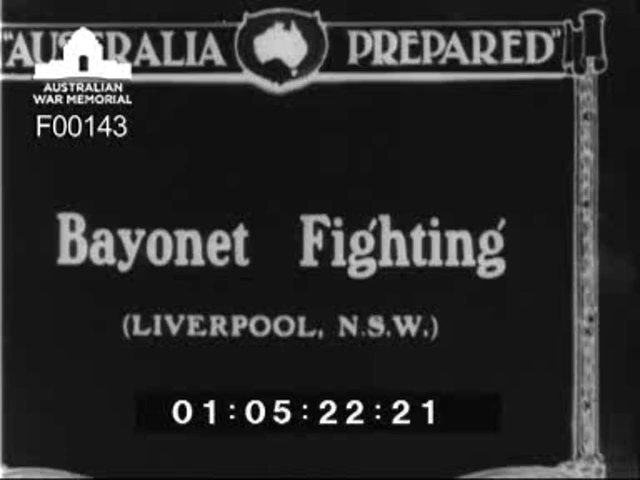 "AUSTRALIA PREPARED"
AUSTRALIAN
WAR MEMORIAL
F00143
Bayonet Fighting
(LIVERPOOL, N.S.W.)
01:05:22:21